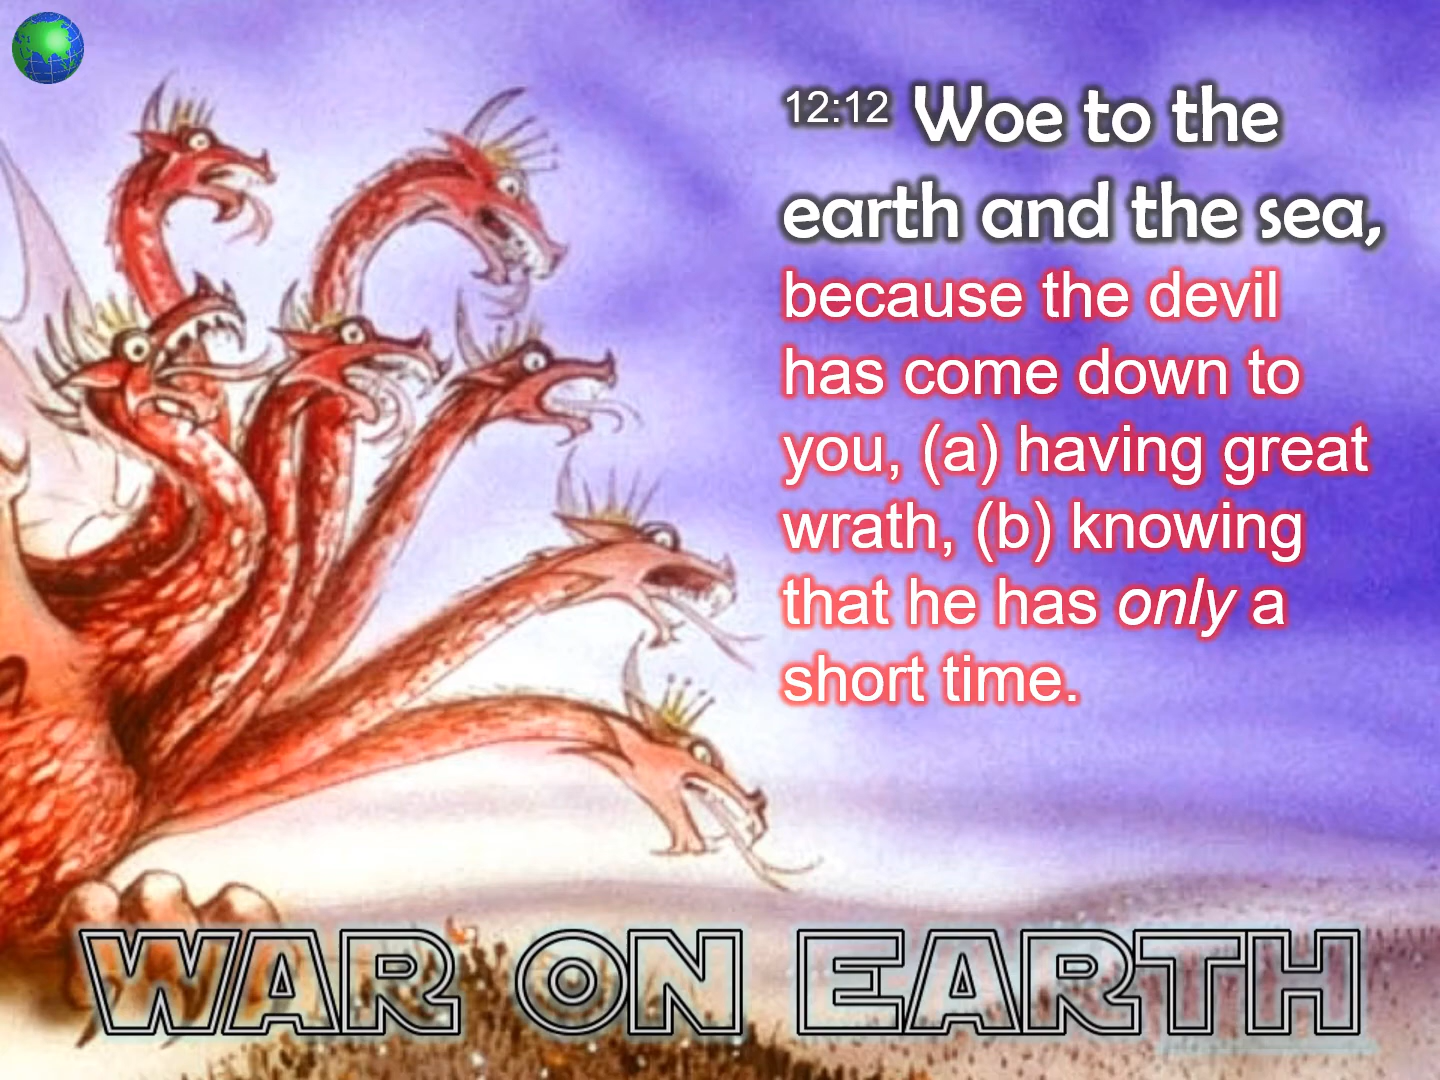 12:12 Woe to the
earth and the sea,
because the devil
has come down to
you, (a) having great
wrath, (b) knowing
that he has only a
short time.
WAR ON EARTH